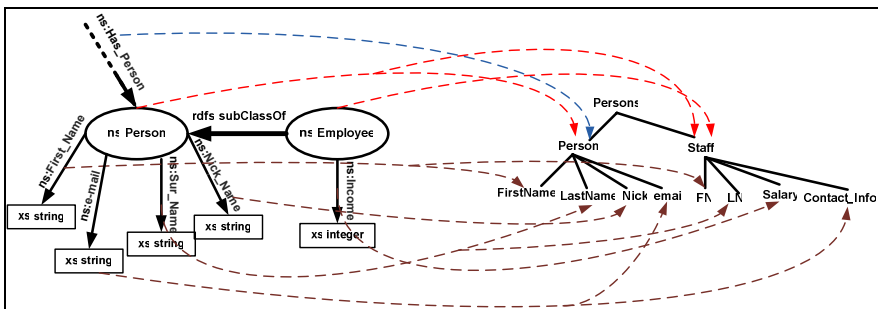 ns:Has_Person
rdfs subClassOf
ns Person
ns Employee
ns:First_Name
ns:e-mail
ns:Sur_Name
ns:Nick_Name
ns:Income
xs string
xs string
xs string
xs string
xs integer
Persons
Person
Staff
FirstName
LastName
Nick
emai
FN
LN
Salary
Contact_Info